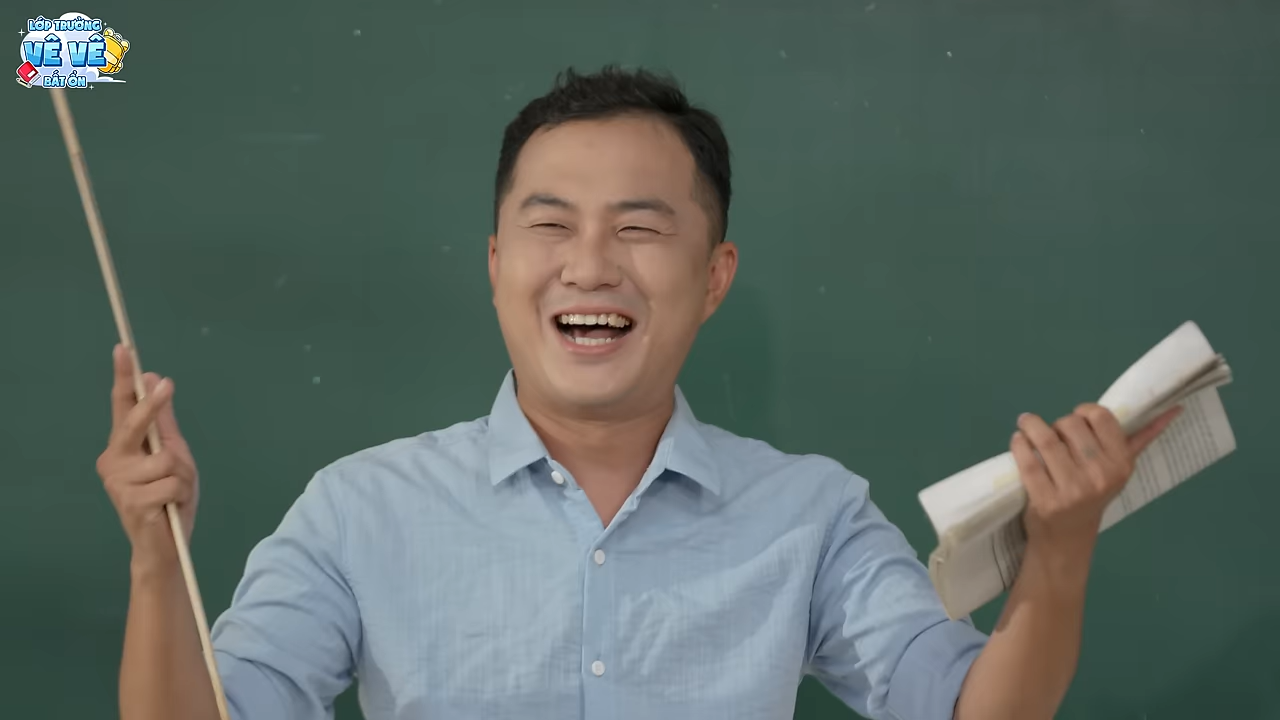 LỚP TRƯỞNG
VÊ VÊ
BẤT ỔN